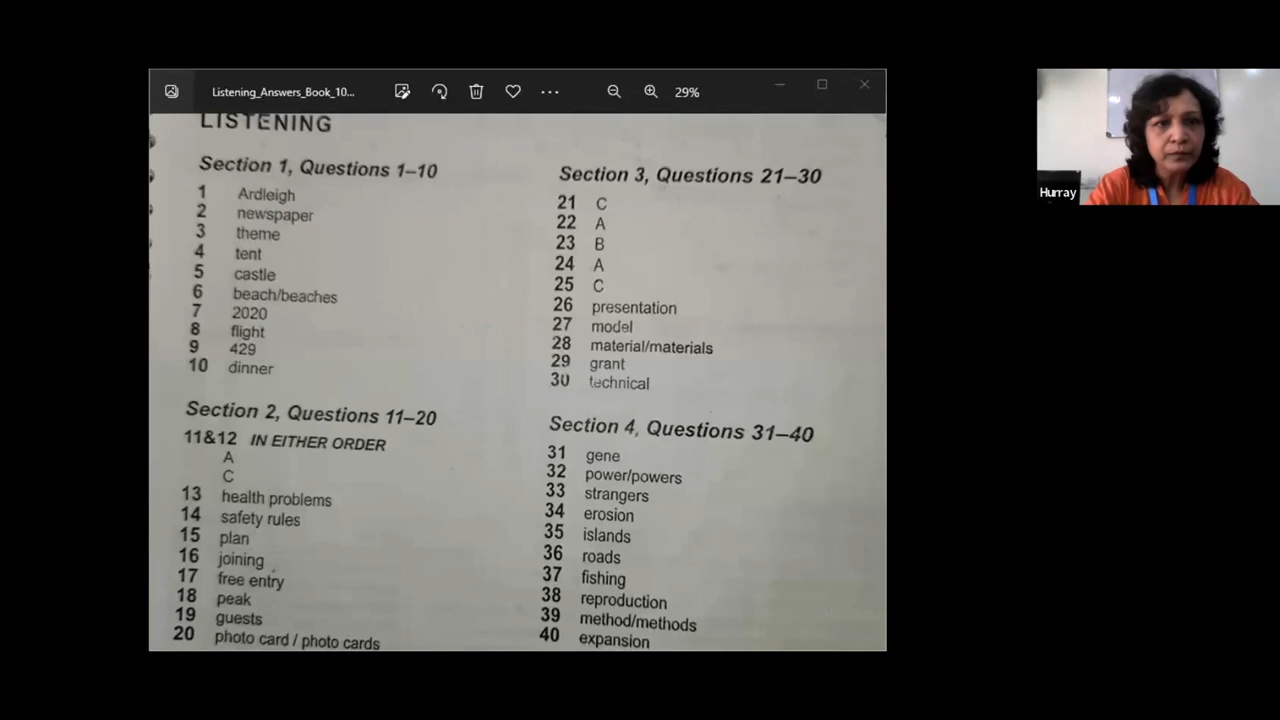 Listening_Answers_Book_10...
29%
LISTENING
Section 1, Questions 1–10
1 Ardleigh
2 newspaper
3 theme
4 tent
5 castle
6 beach/beaches
7 2020
8 flight
9 429
10 dinner
Section 2, Questions 11–20
11&12 IN EITHER ORDER
A
C
13 health problems
14 safety rules
15 plan
16 joining
17 free entry
18 peak
19 guests
20 photo card / photo cards
Section 3, Questions 21–30
21 C
22 A
23 B
24 A
25 C
26 presentation
27 model
28 material/materials
29 grant
30 technical
Section 4, Questions 31–40
31 gene
32 power/powers
33 strangers
34 erosion
35 islands
36 roads
37 fishing
38 reproduction
39 method/methods
40 expansion
Hurray